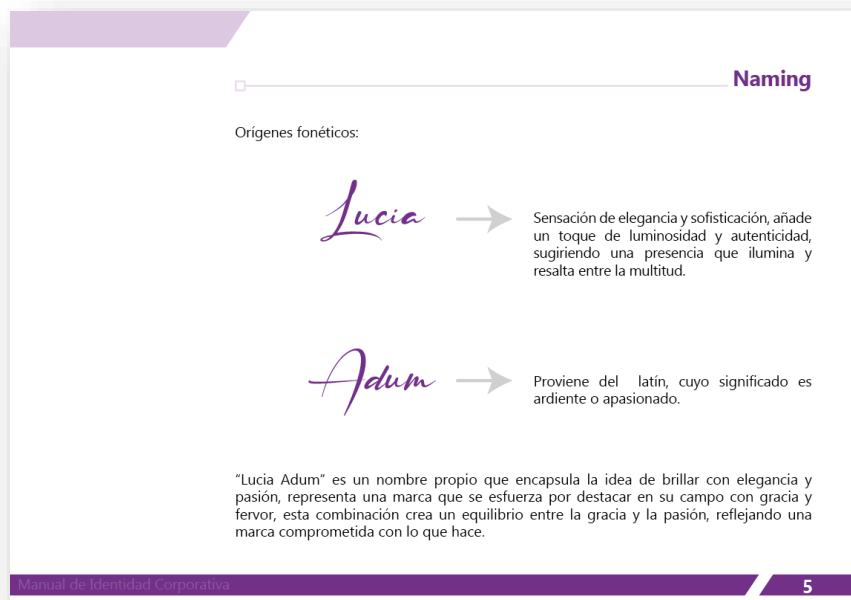 Naming
Orígenes fonéticos:
Lucia
Sensación de elegancia y sofisticación, añade
un toque de luminosidad y autenticidad,
sugiriendo una presencia que ilumina y
resalta entre la multitud.
Adum
Proviene del latín, cuyo significado es
ardiente o apasionado.
“Lucia Adum” es un nombre propio que encapsula la idea de brillar con elegancia y
pasión, representa una marca que se esfuerza por destacar en su campo con gracia y
fervor, esta combinación crea un equilibrio entre la gracia y la pasión, reflejando una
marca comprometida con lo que hace.
Manual de Identidad Corporativa
5